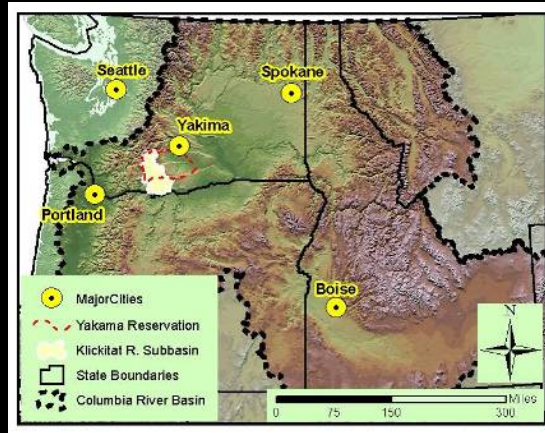 Seattle
Spokane
Yakima
Portland
Boise
MajorCities
Yakama Reservation
Klickitat R. Subbasin
State Boundaries
Columbia River Basin
N
Miles
0 75 150 300